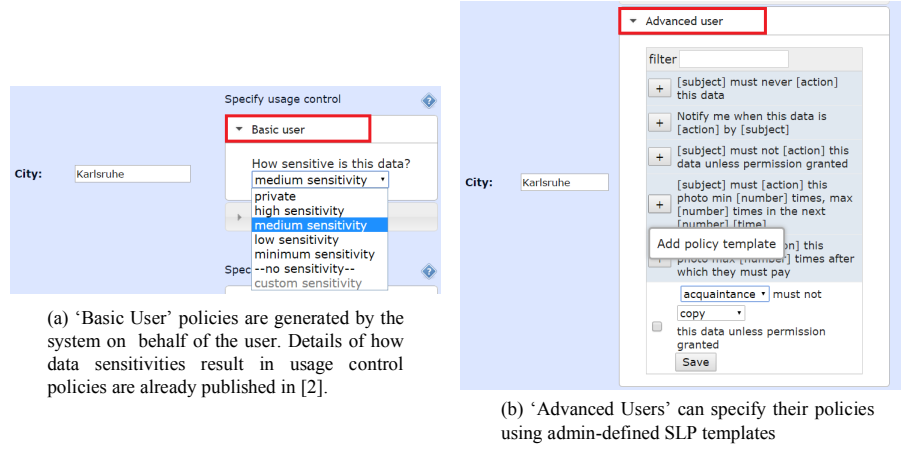 Specify usage control
Basic user
How sensitive is this data?
City:
Karlsruhe
medium sensitivity
private
high sensitivity
medium sensitivity
low sensitivity
minimum sensitivity
--no sensitivity--
custom sensitivity
Spec
(a) ‘Basic User’ policies are generated by the
system on behalf of the user. Details of how
data sensitivities result in usage control
policies are already published in [2].
Advanced user
filter
+ [subject] must never [action]
this data
+ Notify me when this data is
[action] by [subject]
+ [subject] must not [action] this
data unless permission granted
City:
Karlsruhe
+ [subject] must [action] this
photo min [number] times, max
[number] times in the next
[number] [time]
Add policy template
on] this
photo max [number] times after
which they must pay
acquaintance must not
copy
this data unless permission
granted
Save
(b) ‘Advanced Users’ can specify their policies
using admin-defined SLP templates